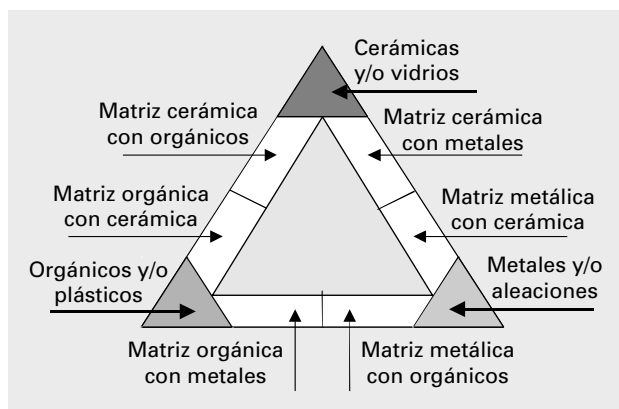 Cerámicas
y/o vidrios
Matriz cerámica
con orgánicos
Matriz cerámica
con metales
Matriz orgánica
con cerámica
Matriz metálica
con cerámica
Orgánicos y/o
plásticos
Metales y/o
aleaciones
Matriz orgánica
con metales
Matriz metálica
con orgánicos